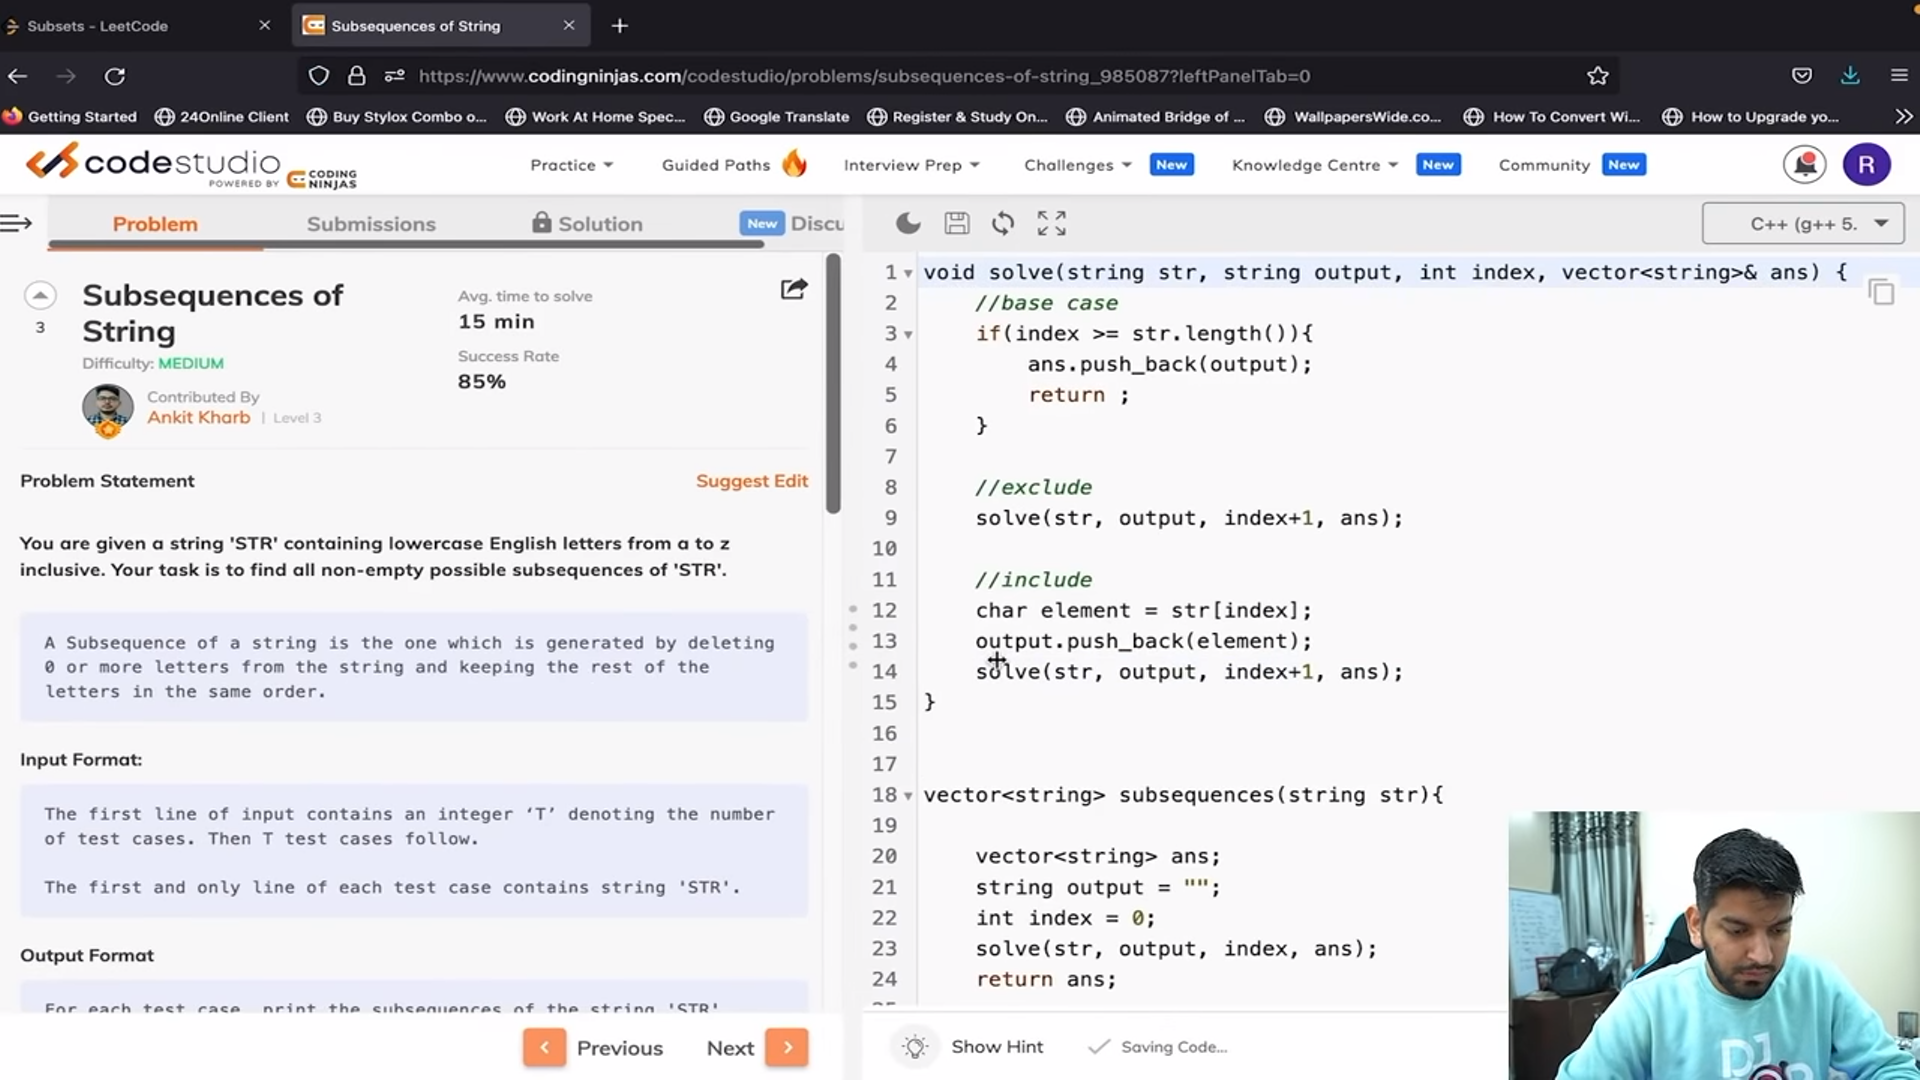 Subsets - LeetCode
Subsequences of String
https://www.codingninjas.com/codestudio/problems/subsequences-of-string_985087?leftPanelTab=0
Getting Started
24Online Client
Buy Stylox Combo o...
Work At Home Spec...
Google Translate
Register & Study On...
Animated Bridge of ...
WallpapersWide.co...
How To Convert Wi...
How to Upgrade yo...
codestudio
POWERED BY CODING NINJAS
Practice
Guided Paths
Interview Prep
Challenges New
Knowledge Centre New
Community New
R
Problem
Submissions
Solution
New Discu
C++ (g++ 5.
3
Subsequences of
String
Difficulty: MEDIUM
Contributed By
Ankit Kharb | Level 3
Avg. time to solve
15 min
Success Rate
85%
Problem Statement
Suggest Edit
You are given a string 'STR' containing lowercase English letters from a to z
inclusive. Your task is to find all non-empty possible subsequences of 'STR'.
A Subsequence of a string is the one which is generated by deleting
0 or more letters from the string and keeping the rest of the
letters in the same order.
Input Format:
The first line of input contains an integer ‘T’ denoting the number
of test cases. Then T test cases follow.
The first and only line of each test case contains string 'STR'.
Output Format
For each test case, print the subsequences of the string 'STR'
Previous
Next
1 void solve(string str, string output, int index, vector<string>& ans) {
2 //base case
3 if(index >= str.length()){
4 ans.push_back(output);
5 return ;
6 }
7
8 //exclude
9 solve(str, output, index+1, ans);
10
11 //include
12 char element = str[index];
13 output.push_back(element);
14 solve(str, output, index+1, ans);
15 }
16
17
18 vector<string> subsequences(string str){
19
20 vector<string> ans;
21 string output = "";
22 int index = 0;
23 solve(str, output, index, ans);
24 return ans;
Show Hint
Saving Code...